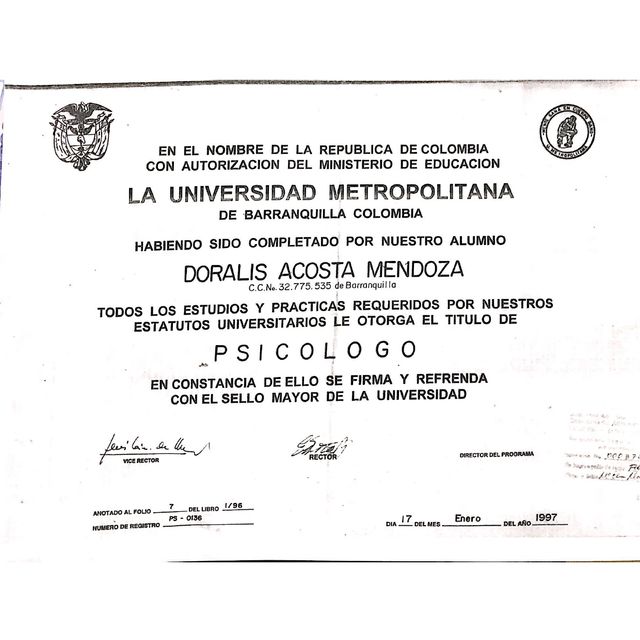 EN EL NOMBRE DE LA REPUBLICA DE COLOMBIA
CON AUTORIZACION DEL MINISTERIO DE EDUCACION
LA UNIVERSIDAD METROPOLITANA
DE BARRANQUILLA COLOMBIA
HABIENDO SIDO COMPLETADO POR NUESTRO ALUMNO
DORALIS ACOSTA MENDOZA
C.C.No. 32.775.535 de Barranquilla
TODOS LOS ESTUDIOS Y PRACTICAS REQUERIDOS POR NUESTROS
ESTATUTOS UNIVERSITARIOS LE OTORGA EL TITULO DE
PSICOLOGO
EN CONSTANCIA DE ELLO SE FIRMA Y REFRENDA
CON EL SELLO MAYOR DE LA UNIVERSIDAD
VICE RECTOR
RECTOR
DIRECTOR DEL PROGRAMA
ANOTADO AL FOLIO 7 DEL LIBRO 1/96
NUMERO DE REGISTRO PS - 0136
DIA 17 DEL MES Enero DEL AÑO 1997